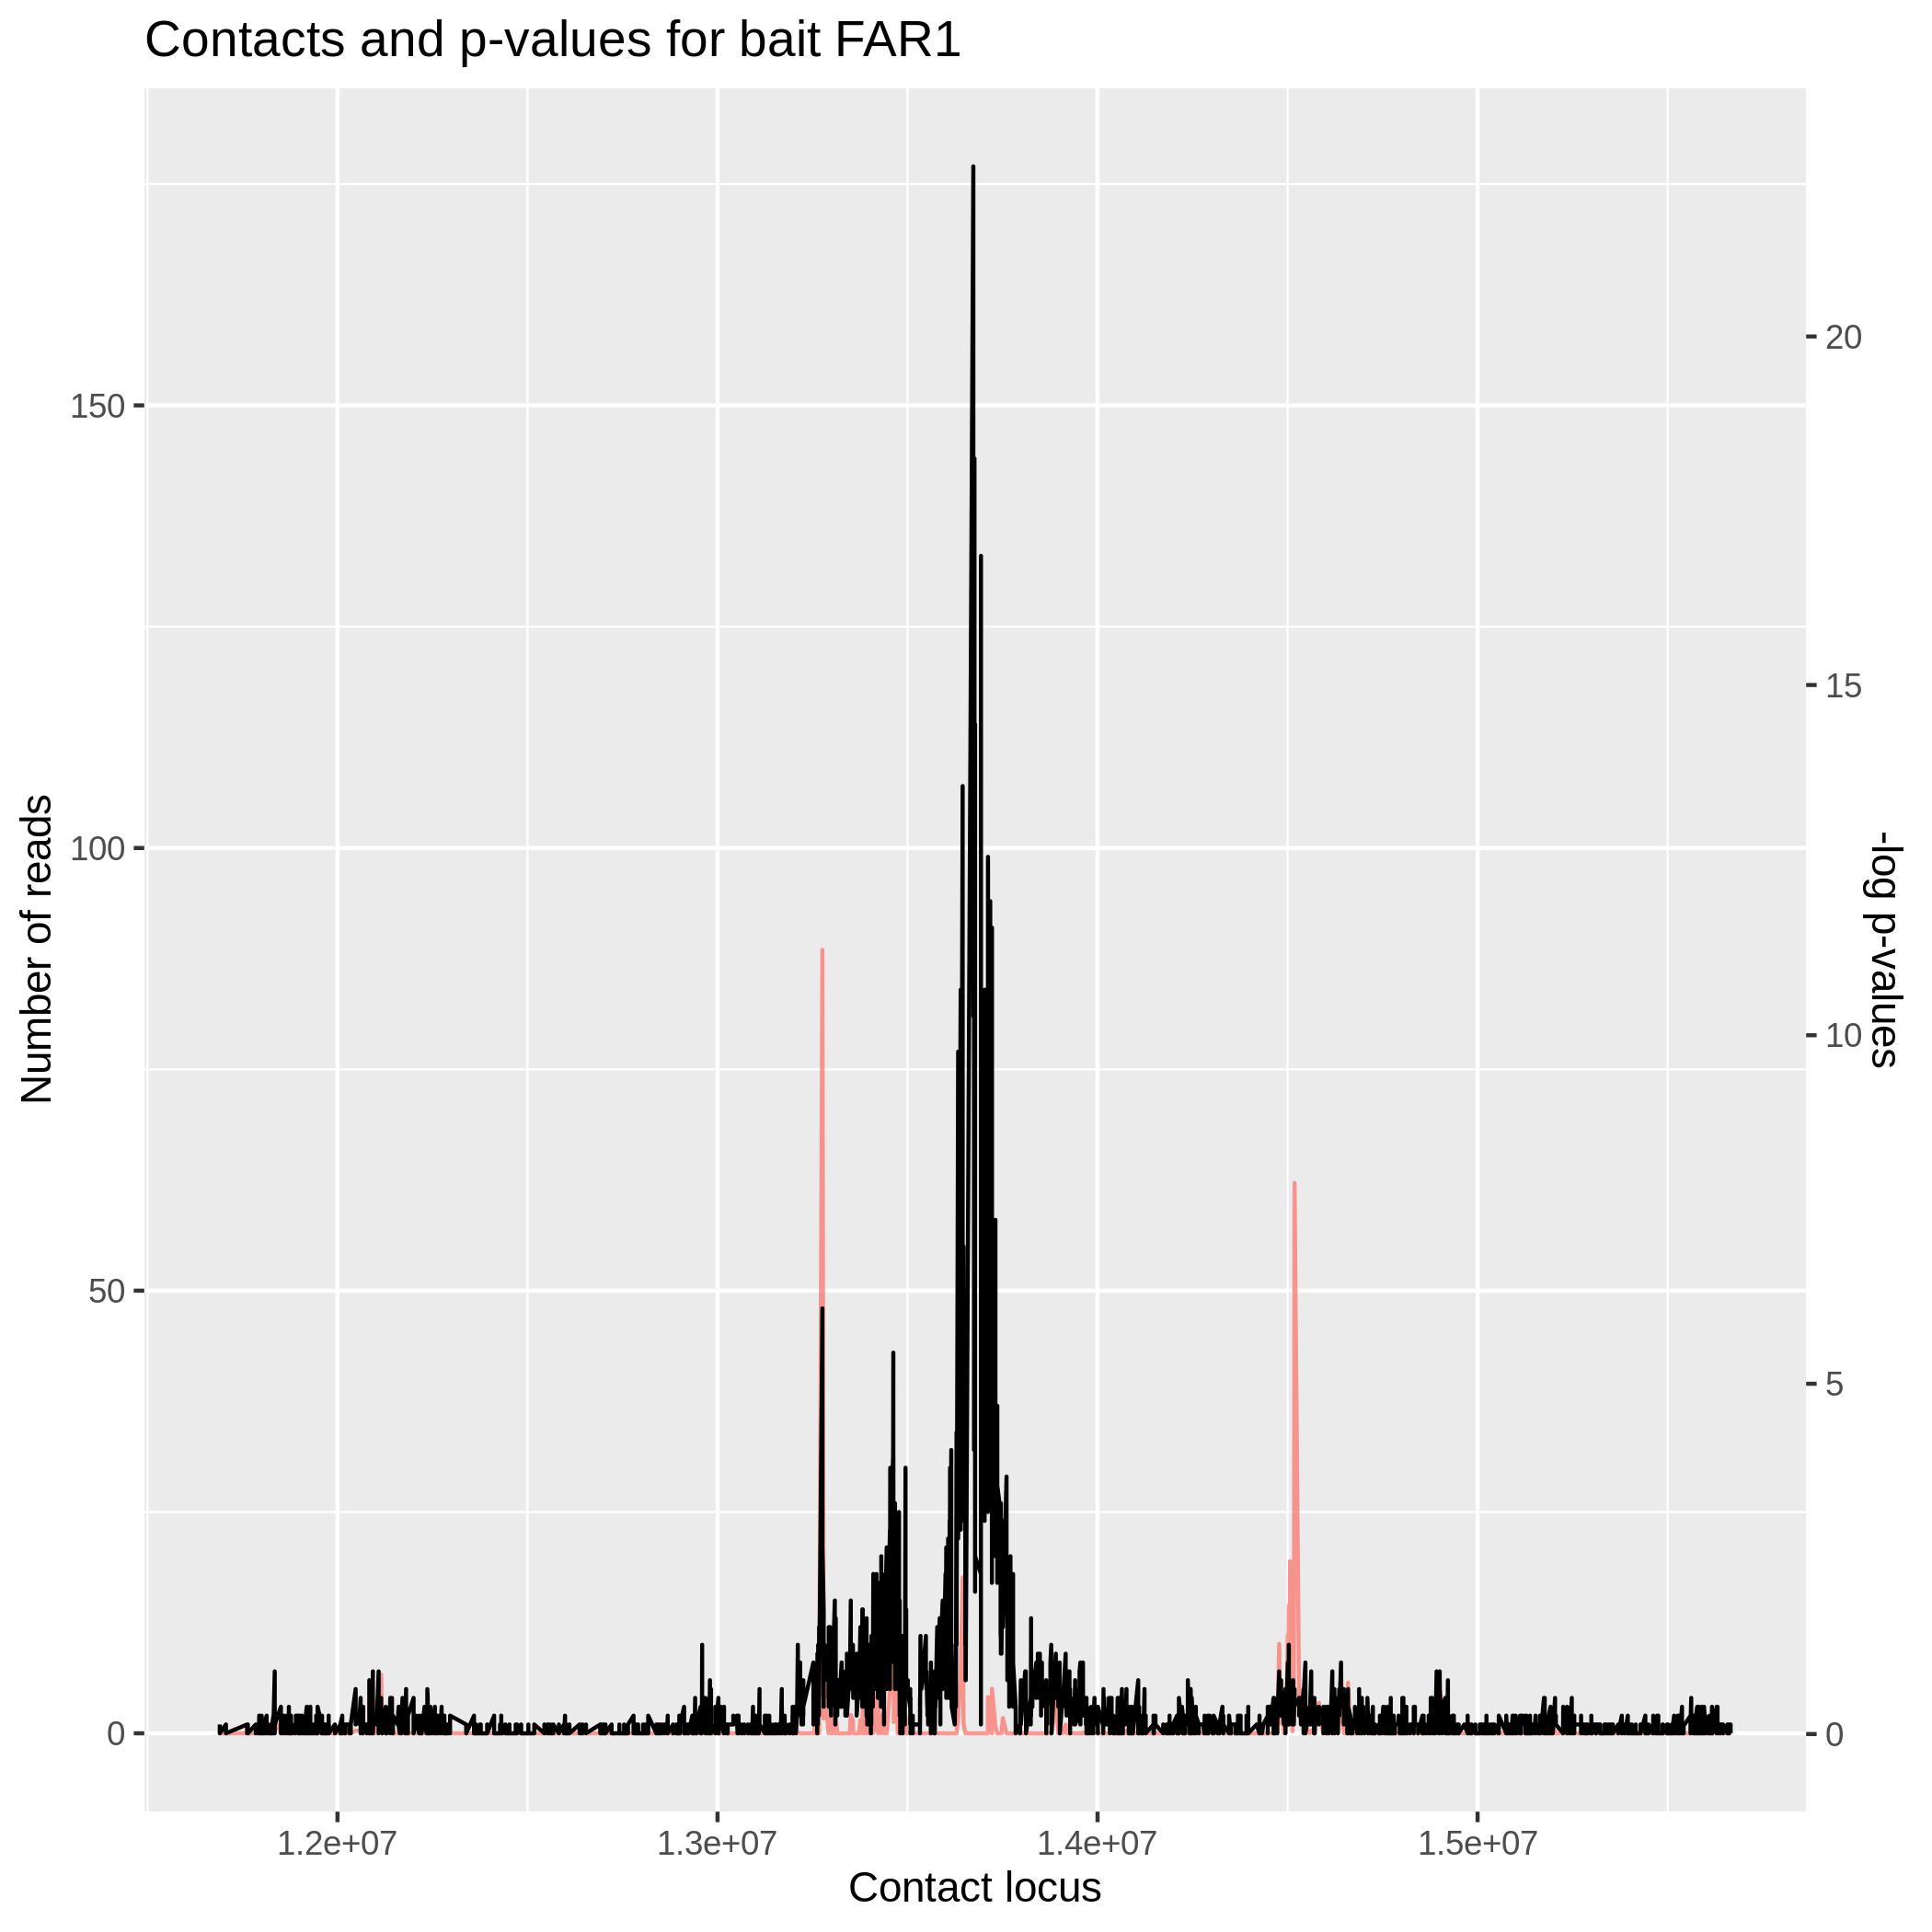 Contacts and p-values for bait FAR1
150
100
50
0
20
15
10
5
0
Number of reads
-log p-values
1.2e+07 1.3e+07 1.4e+07 1.5e+07
Contact locus